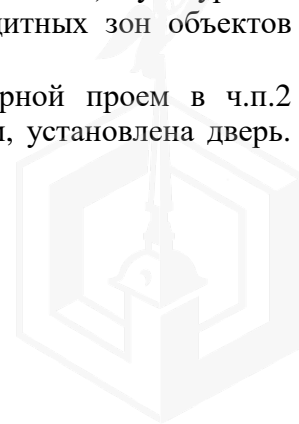 дитных зон объектов
рной проем в ч.п.2
, установлена дверь.